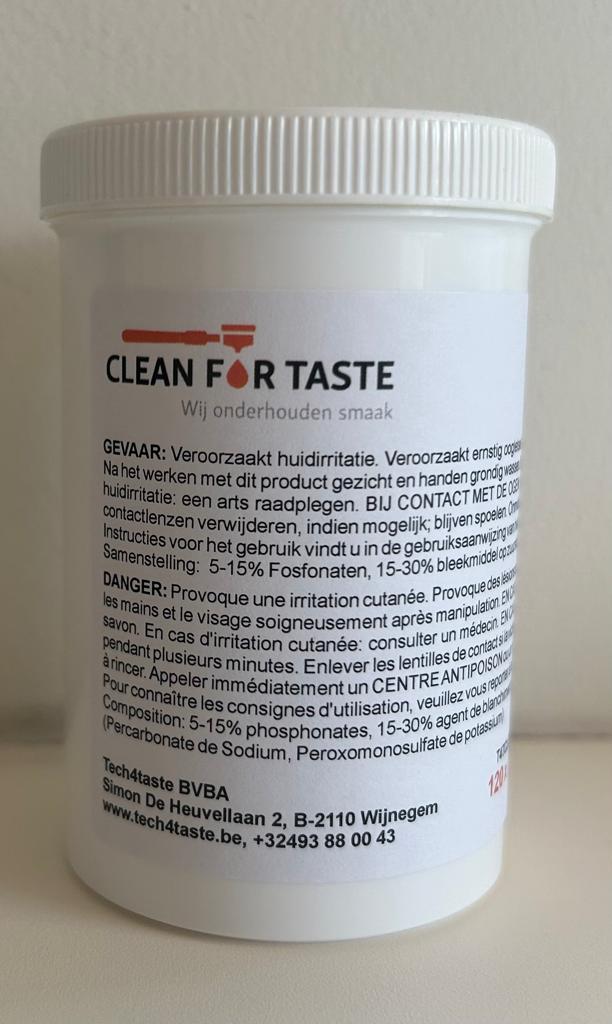 CLEAN FOR TASTE
Wij onderhouden smaak
GEVAAR: Veroorzaakt huidirritatie. Veroorzaakt ernstig
Na het werken met dit product gezicht en handen grondig
huidirritatie: een arts raadplegen. BIJ CONTACT MET DE
contactlenzen verwijderen, indien mogelijk; blijven spoelen.
Instructies voor het gebruik vindt u in de gebruiksaanwijzing
Samenstelling: 5-15% Fosfonaten, 15-30% bleekmiddel op
DANGER: Provoque une irritation cutanée. Provoque des
les mains et le visage soigneusement après manipulation. EN
savon. En cas d'irritation cutanée: consulter un médecin. EN
pendant plusieurs minutes. Enlever les lentilles de contact si
à rincer. Appeler immédiatement un CENTRE ANTIPOISON
Pour connaître les consignes d'utilisation, veuillez vous
Composition: 5-15% phosphonates, 15-30% agent de
(Percarbonate de Sodium, Peroxomonosulfate de potassium)
120
Tech4taste BVBA
Simon De Heuvellaan 2, B-2110 Wijnegem
www.tech4taste.be, +32493 88 00 43